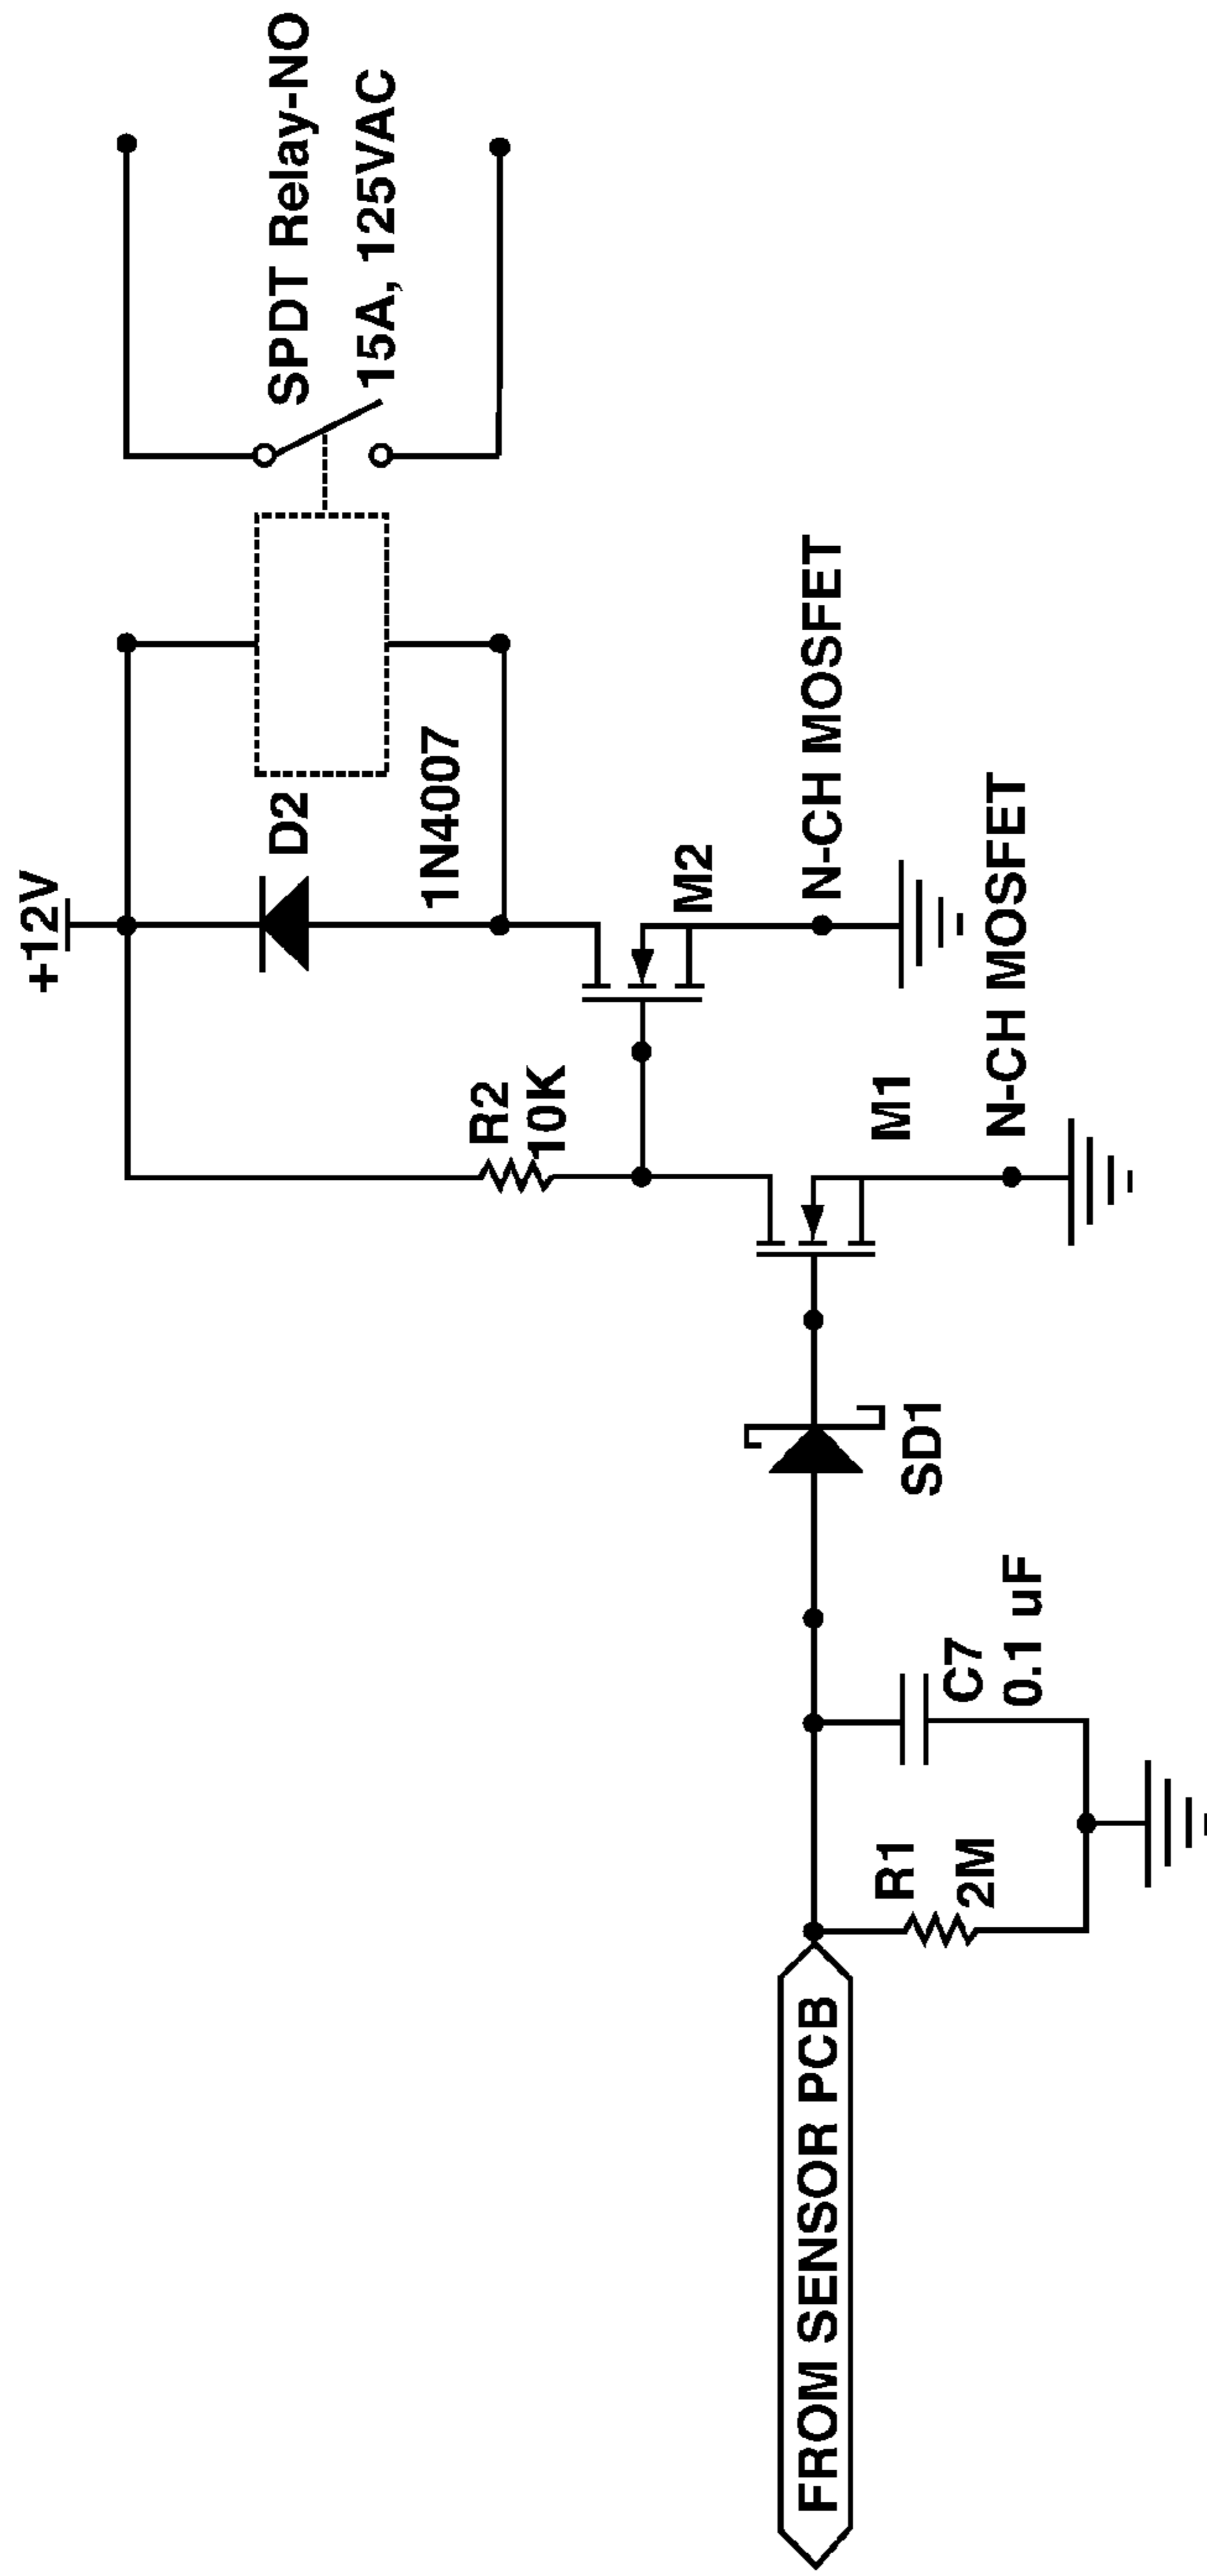 FROM SENSOR PCB
R1
2M
C7
0.1 uF
SD1
M1
N-CH MOSFET
R2
10K
+12V
M2
N-CH MOSFET
D2
1N4007
SPDT Relay-NO
15A, 125VAC